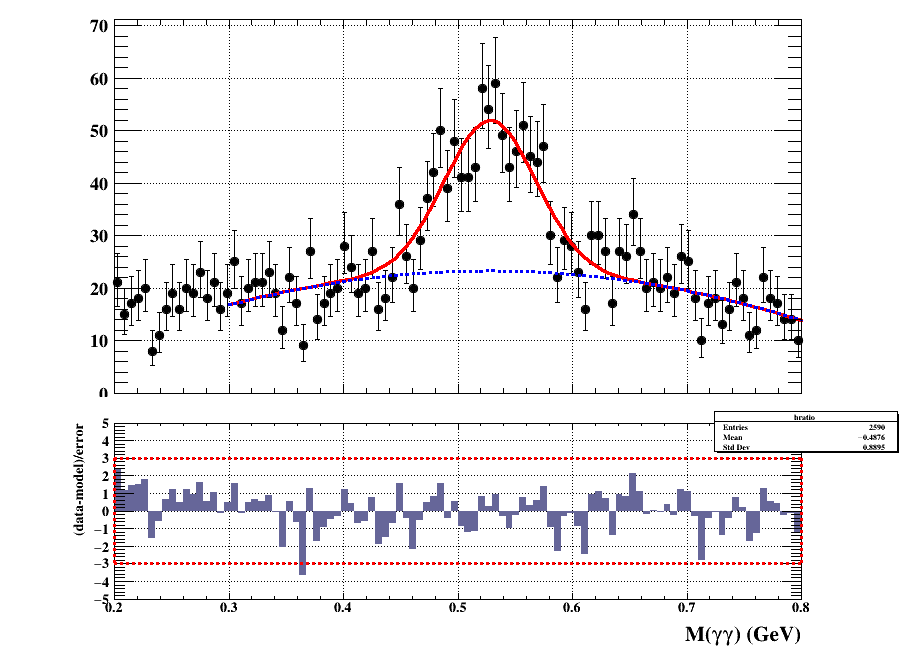 70
60
50
40
30
20
10
0
hratio
Entries 2590
Mean −0.4876
Std Dev 0.8895
(data-model)/error
5
4
3
2
1
0
−1
−2
−3
−4
−5
0.2 0.3 0.4 0.5 0.6 0.7 0.8
M(γγ) (GeV)